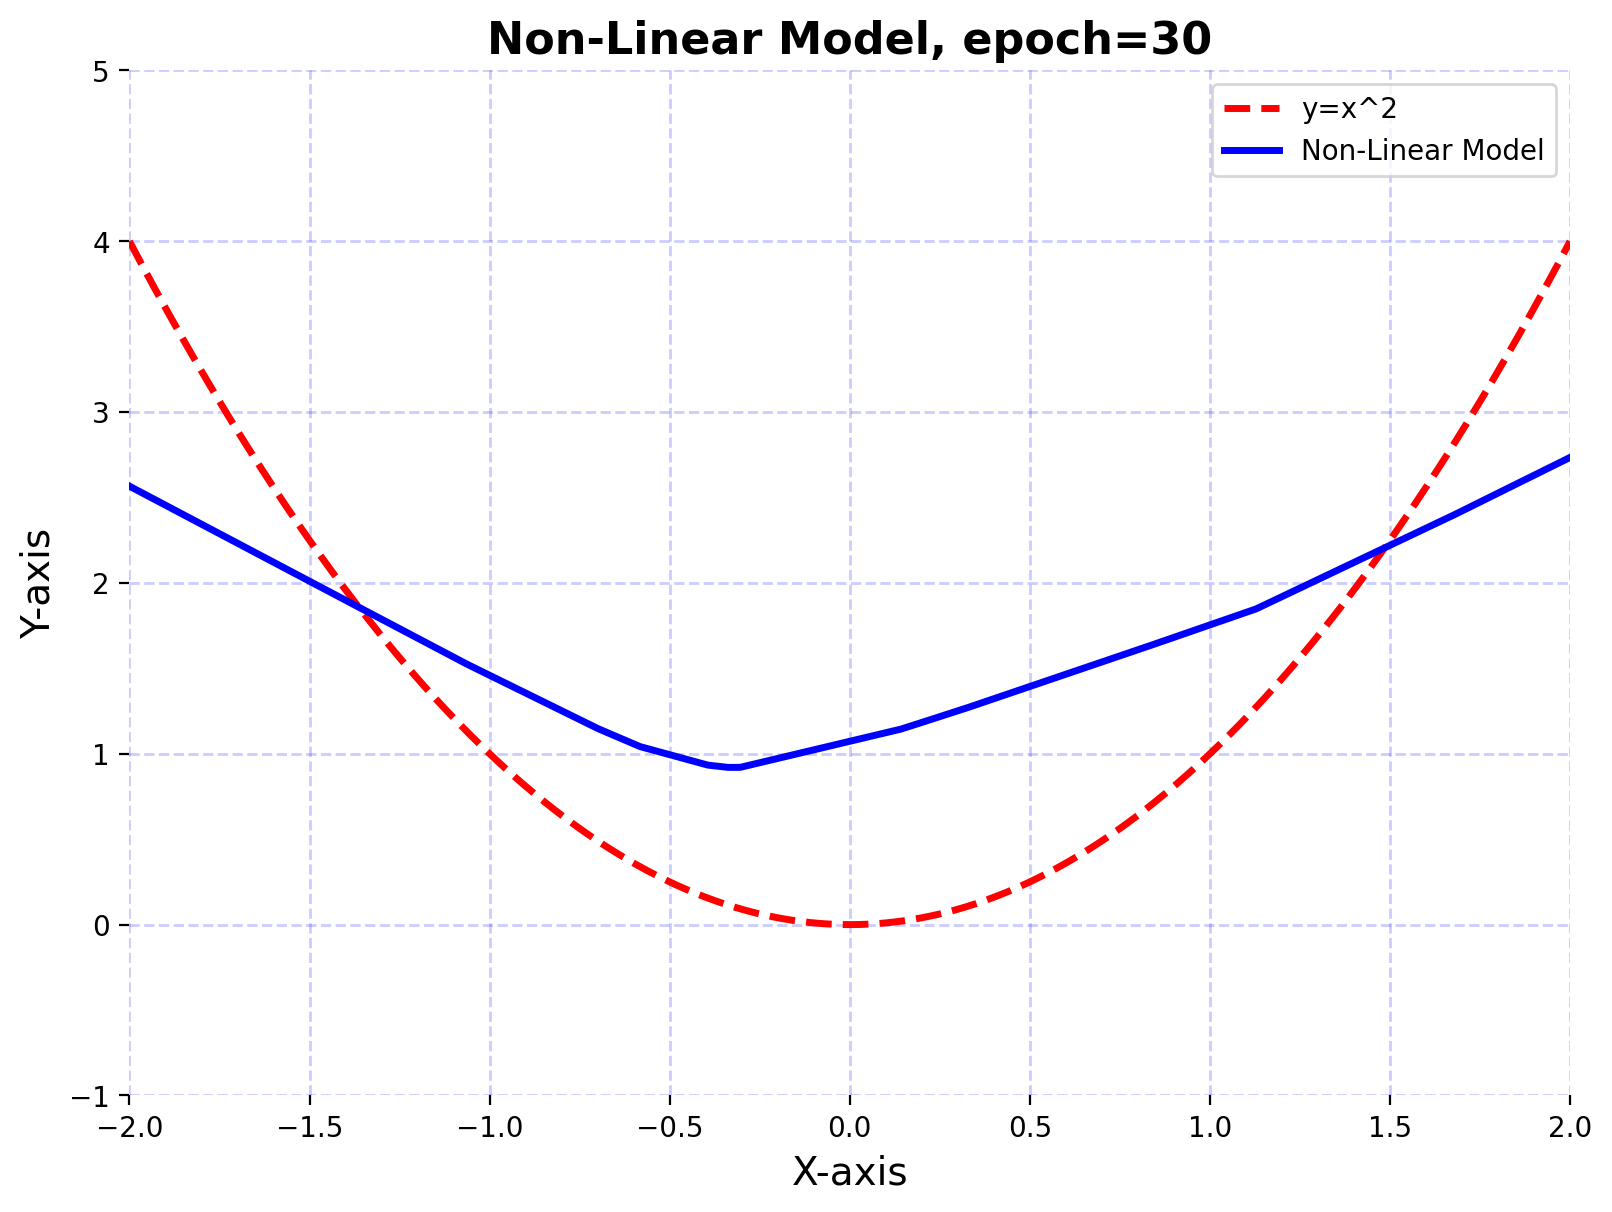 Non-Linear Model, epoch=30
y=x^2
Non-Linear Model
5
4
3
2
1
0
−1
Y-axis
−2.0 −1.5 −1.0 −0.5 0.0 0.5 1.0 1.5 2.0
X-axis